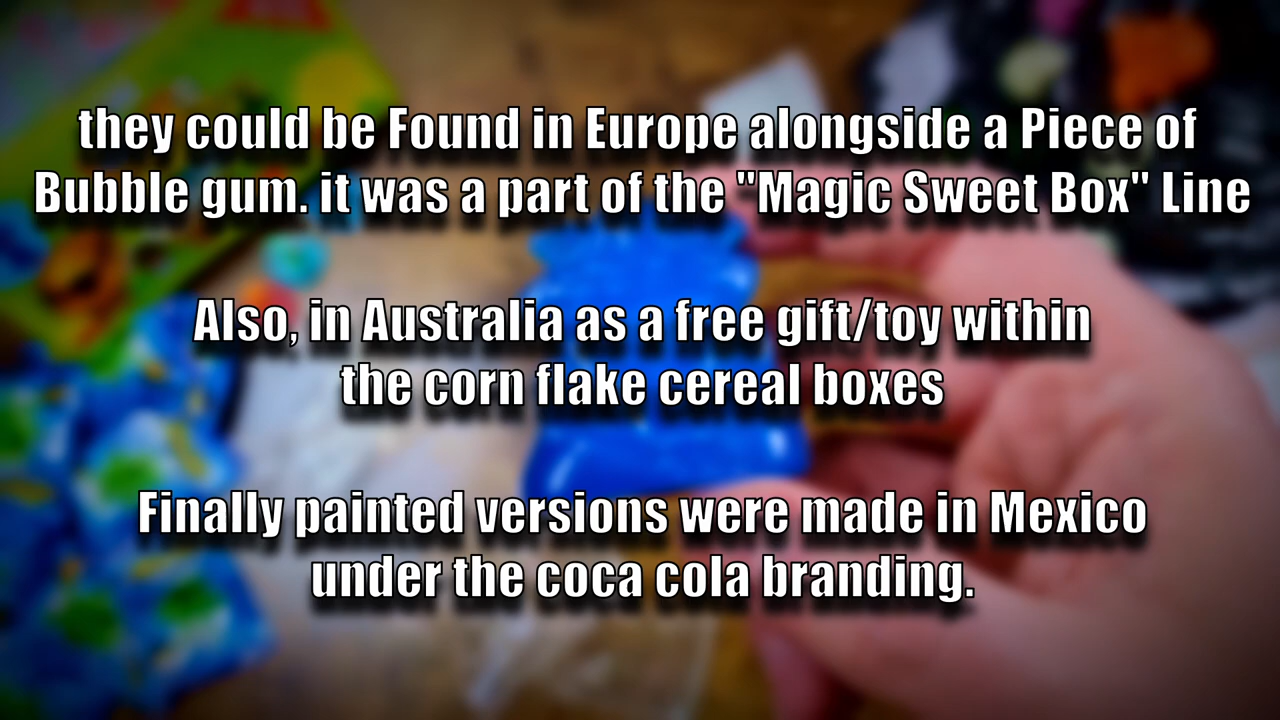 they could be Found in Europe alongside a Piece of
Bubble gum. it was a part of the "Magic Sweet Box" Line
Also, in Australia as a free gift/toy within
the corn flake cereal boxes
Finally painted versions were made in Mexico
under the coca cola branding.